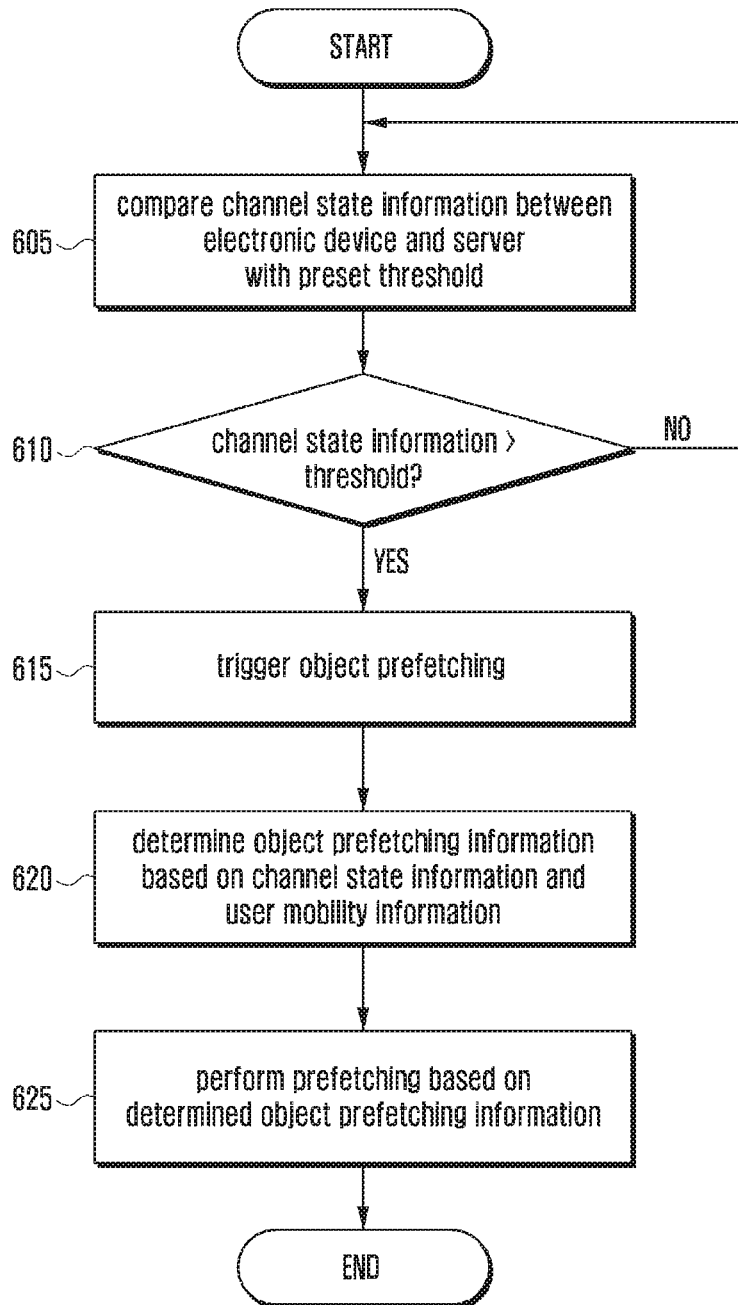 START
605
compare channel state information between
electronic device and server
with preset threshold
610
channel state information >
threshold?
NO
YES
615
trigger object prefetching
620
determine object prefetching information
based on channel state information and
user mobility information
625
perform prefetching based on
determined object prefetching information
END